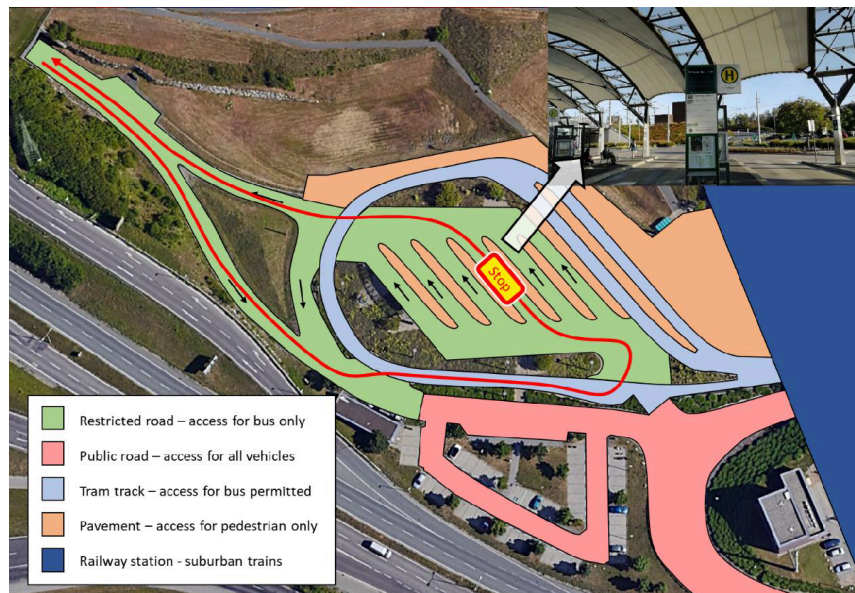 H
Stop
Restricted road – access for bus only
Public road – access for all vehicles
Tram track – access for bus permitted
Pavement – access for pedestrian only
Railway station - suburban trains